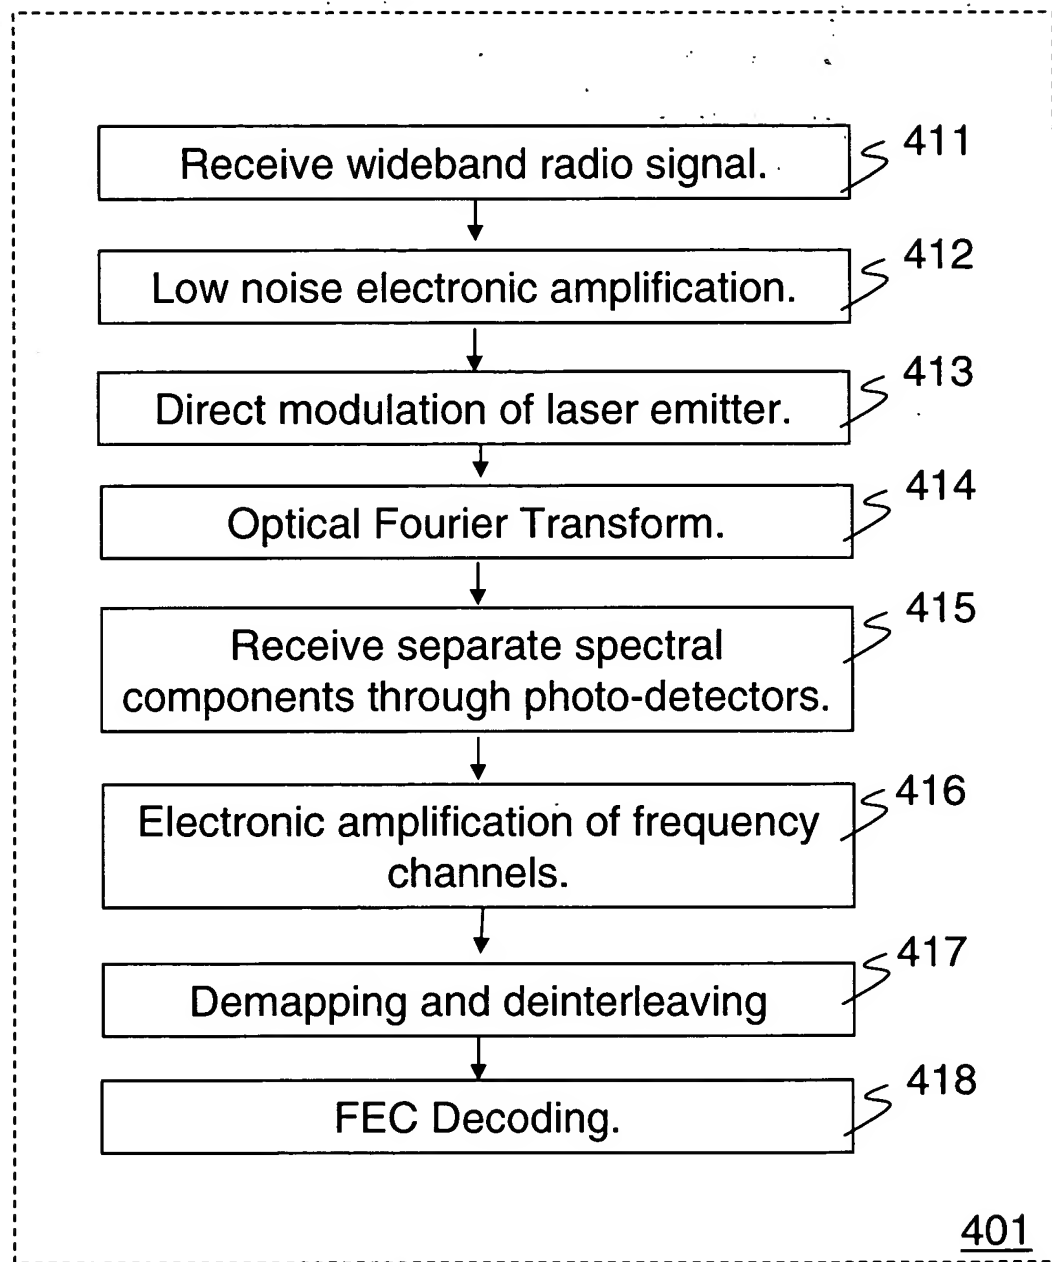 Receive wideband radio signal.
411
Low noise electronic amplification.
412
Direct modulation of laser emitter.
413
Optical Fourier Transform.
414
Receive separate spectral
components through photo-detectors.
415
Electronic amplification of frequency
channels.
416
Demapping and deinterleaving
417
FEC Decoding.
418
401